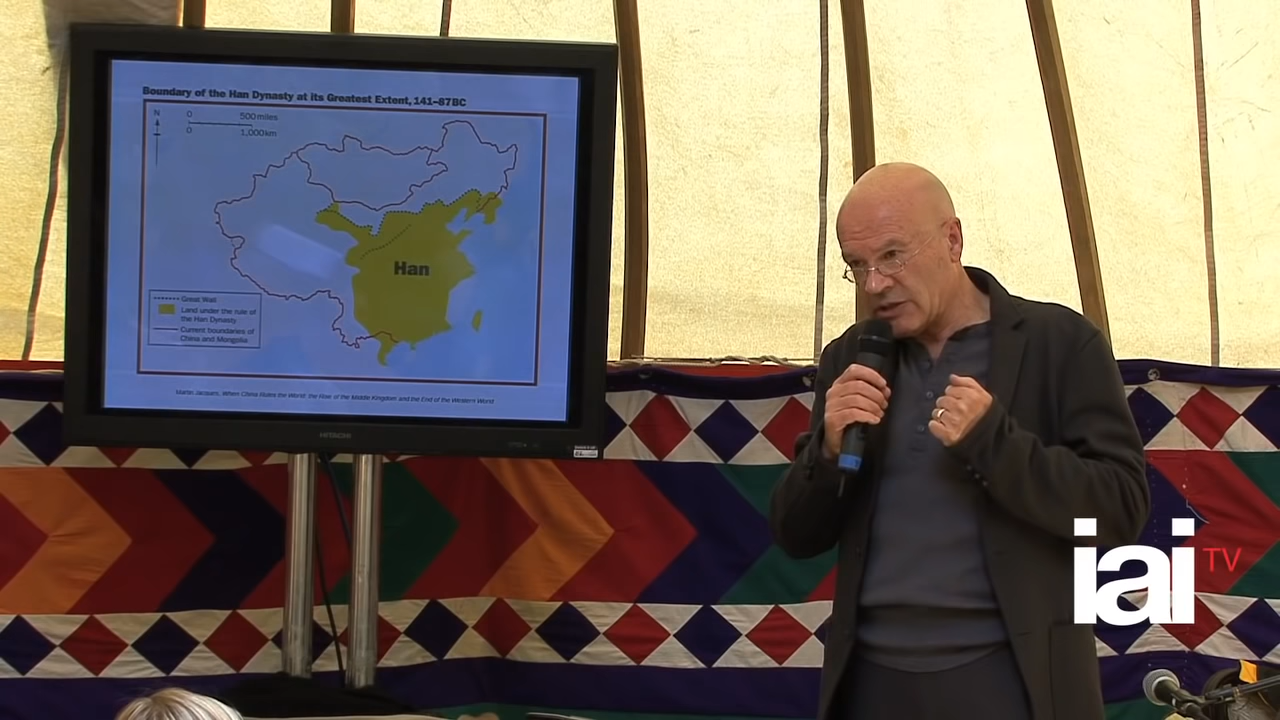 Boundary of the Han Dynasty at its Greatest Extent, 141–87BC
N
0 500miles
0 1,000km
Han
Great Wall
Land under the rule of
the Han Dynasty
Current boundaries of
China and Mongolia
Martin Jacques, When China Rules the World: the Rise of the Middle Kingdom and the End of the Western World
HITACHI
iai TV